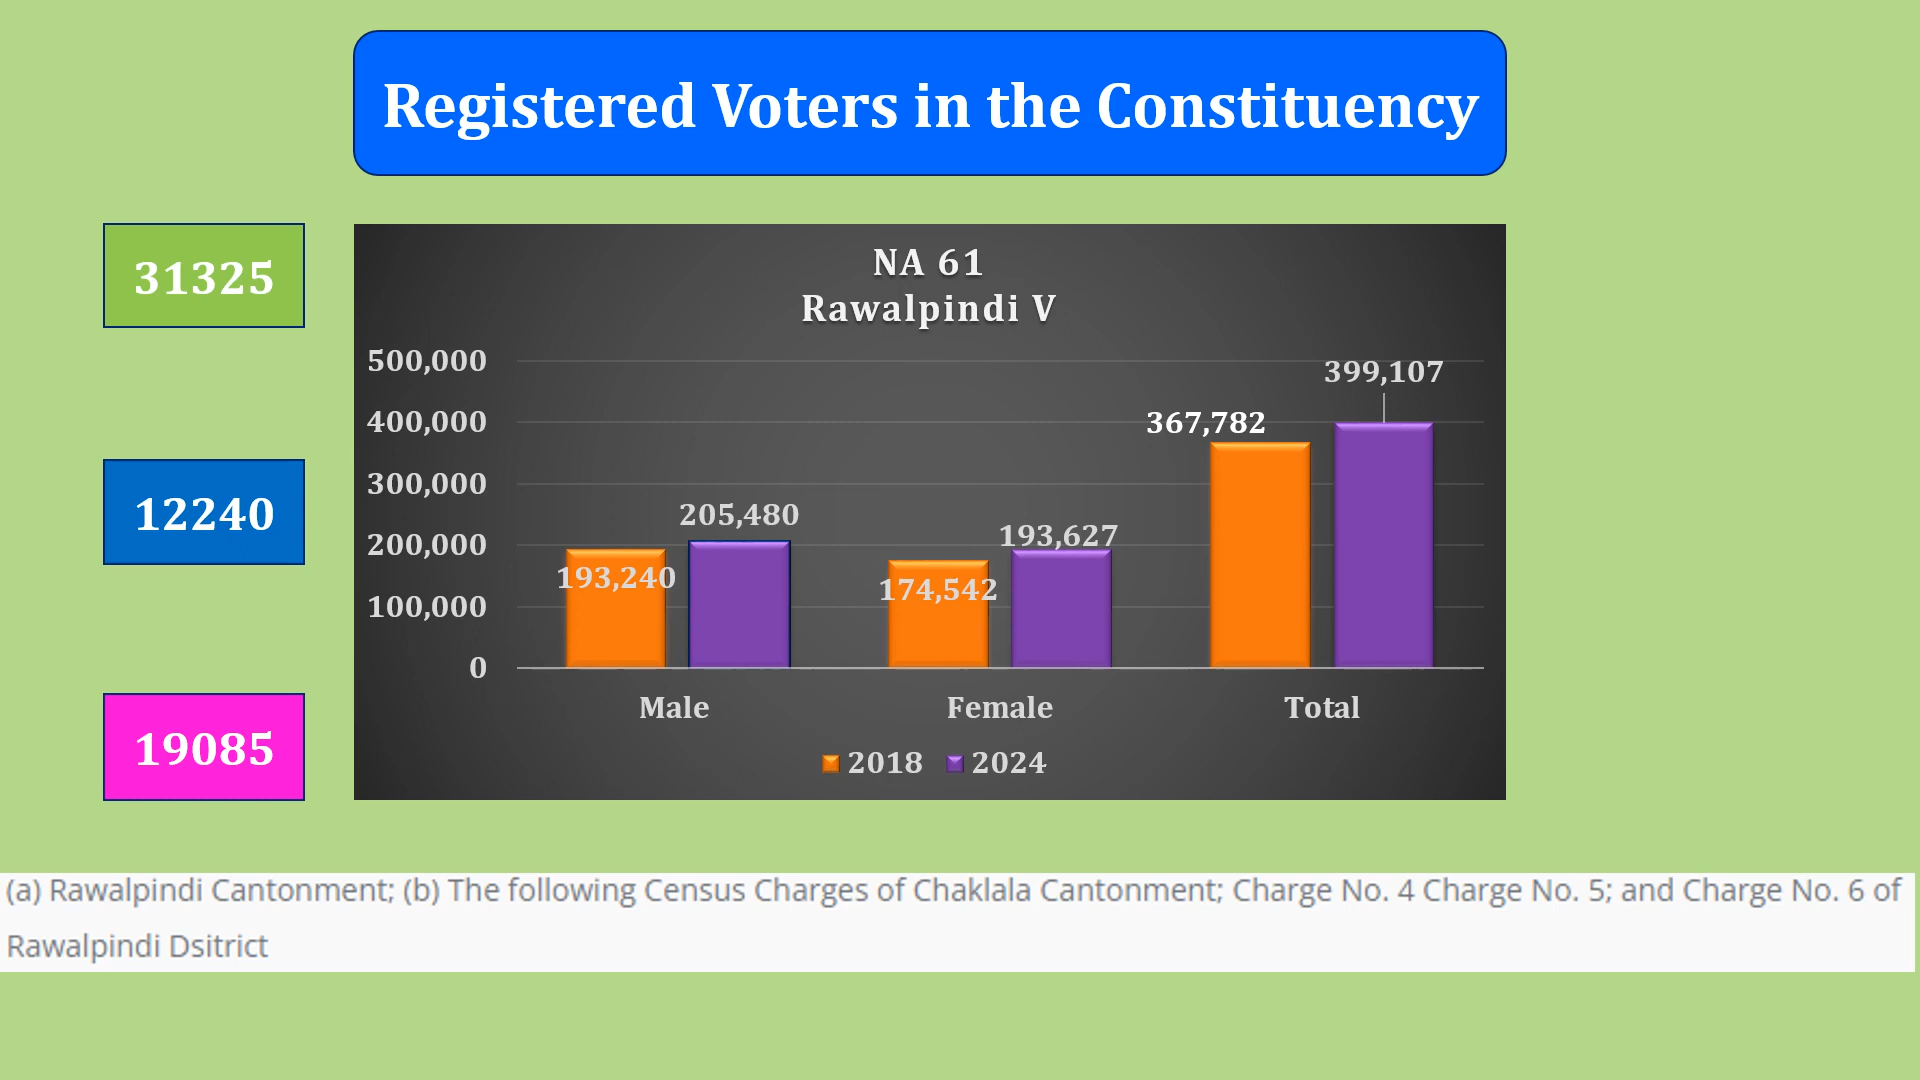 Registered Voters in the Constituency
31325
12240
19085
NA 61
Rawalpindi V
500,000
400,000
300,000
200,000
100,000
0
193,240
205,480
174,542
193,627
367,782
399,107
Male
Female
Total
2018
2024
(a) Rawalpindi Cantonment; (b) The following Census Charges of Chaklala Cantonment; Charge No. 4 Charge No. 5; and Charge No. 6 of
Rawalpindi Dsitrict